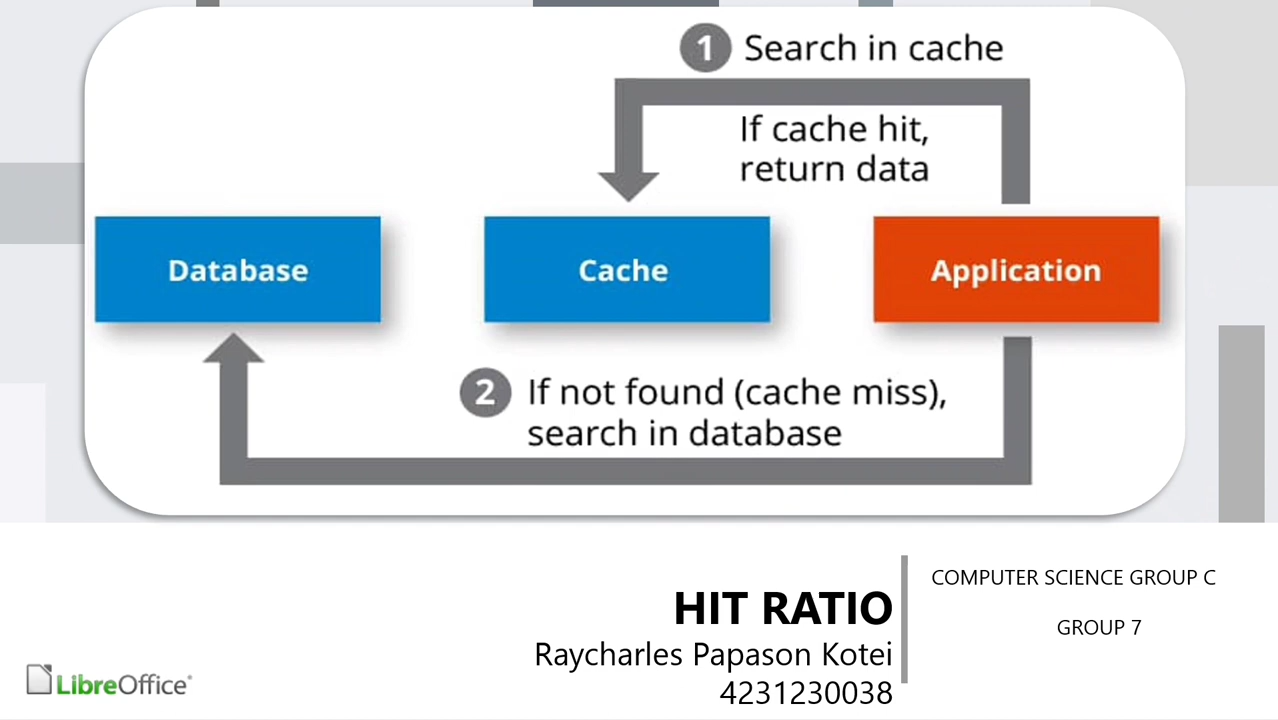 1 Search in cache
If cache hit,
return data
Database
Cache
Application
2 If not found (cache miss),
search in database
HIT RATIO
Raycharles Papason Kotei
4231230038
COMPUTER SCIENCE GROUP C
GROUP 7
LibreOffice